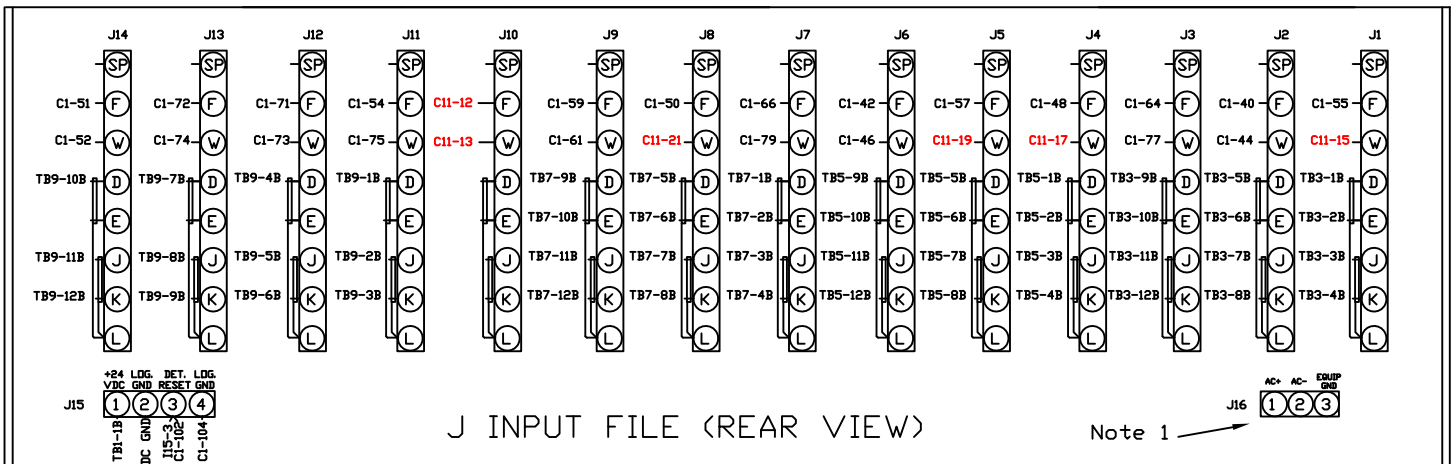 J14 J13 J12 J11 J10 J9 J8 J7 J6 J5 J4 J3 J2 J1
SP SP SP SP SP SP SP SP SP SP SP SP SP SP
C1-51 F C1-72 F C1-71 F C1-54 F C11-12 F C1-59 F C1-50 F C1-66 F C1-42 F C1-57 F C1-48 F C1-64 F C1-40 F C1-55 F
C1-52 W C1-74 W C1-73 W C1-75 W C11-13 W C1-61 W C11-21 W C1-79 W C1-46 W C11-19 W C11-17 W C1-77 W C1-44 W C11-15 W
TB9-10B D TB9-7B D TB9-4B D TB9-1B D D TB7-9B D TB7-5B D TB7-1B D TB5-9B D TB5-5B D TB5-1B D TB3-9B D TB3-5B D TB3-1B D
E E E E E TB7-10B E TB7-6B E TB7-2B E TB5-10B E TB5-6B E TB5-2B E TB3-10B E TB3-6B E TB3-2B E
TB9-11B J TB9-8B J TB9-5B J TB9-2B J J TB7-11B J TB7-7B J TB7-3B J TB5-11B J TB5-7B J TB5-3B J TB3-11B J TB3-7B J TB3-3B J
TB9-12B K TB9-9B K TB9-6B K TB9-3B K K TB7-12B K TB7-8B K TB7-4B K TB5-12B K TB5-8B K TB5-4B K TB3-12B K TB3-8B K TB3-4B K
L L L L L L L L L L L L L L
+24 VDC
LOG. GND
DET. RESET
LOG. GND
J15 1 2 3 4
TB1-1B
DC GND
I15-3,
C1-102
C1-104
J INPUT FILE (REAR VIEW)
Note 1
AC+ AC- EQUIP GND
J16 1 2 3